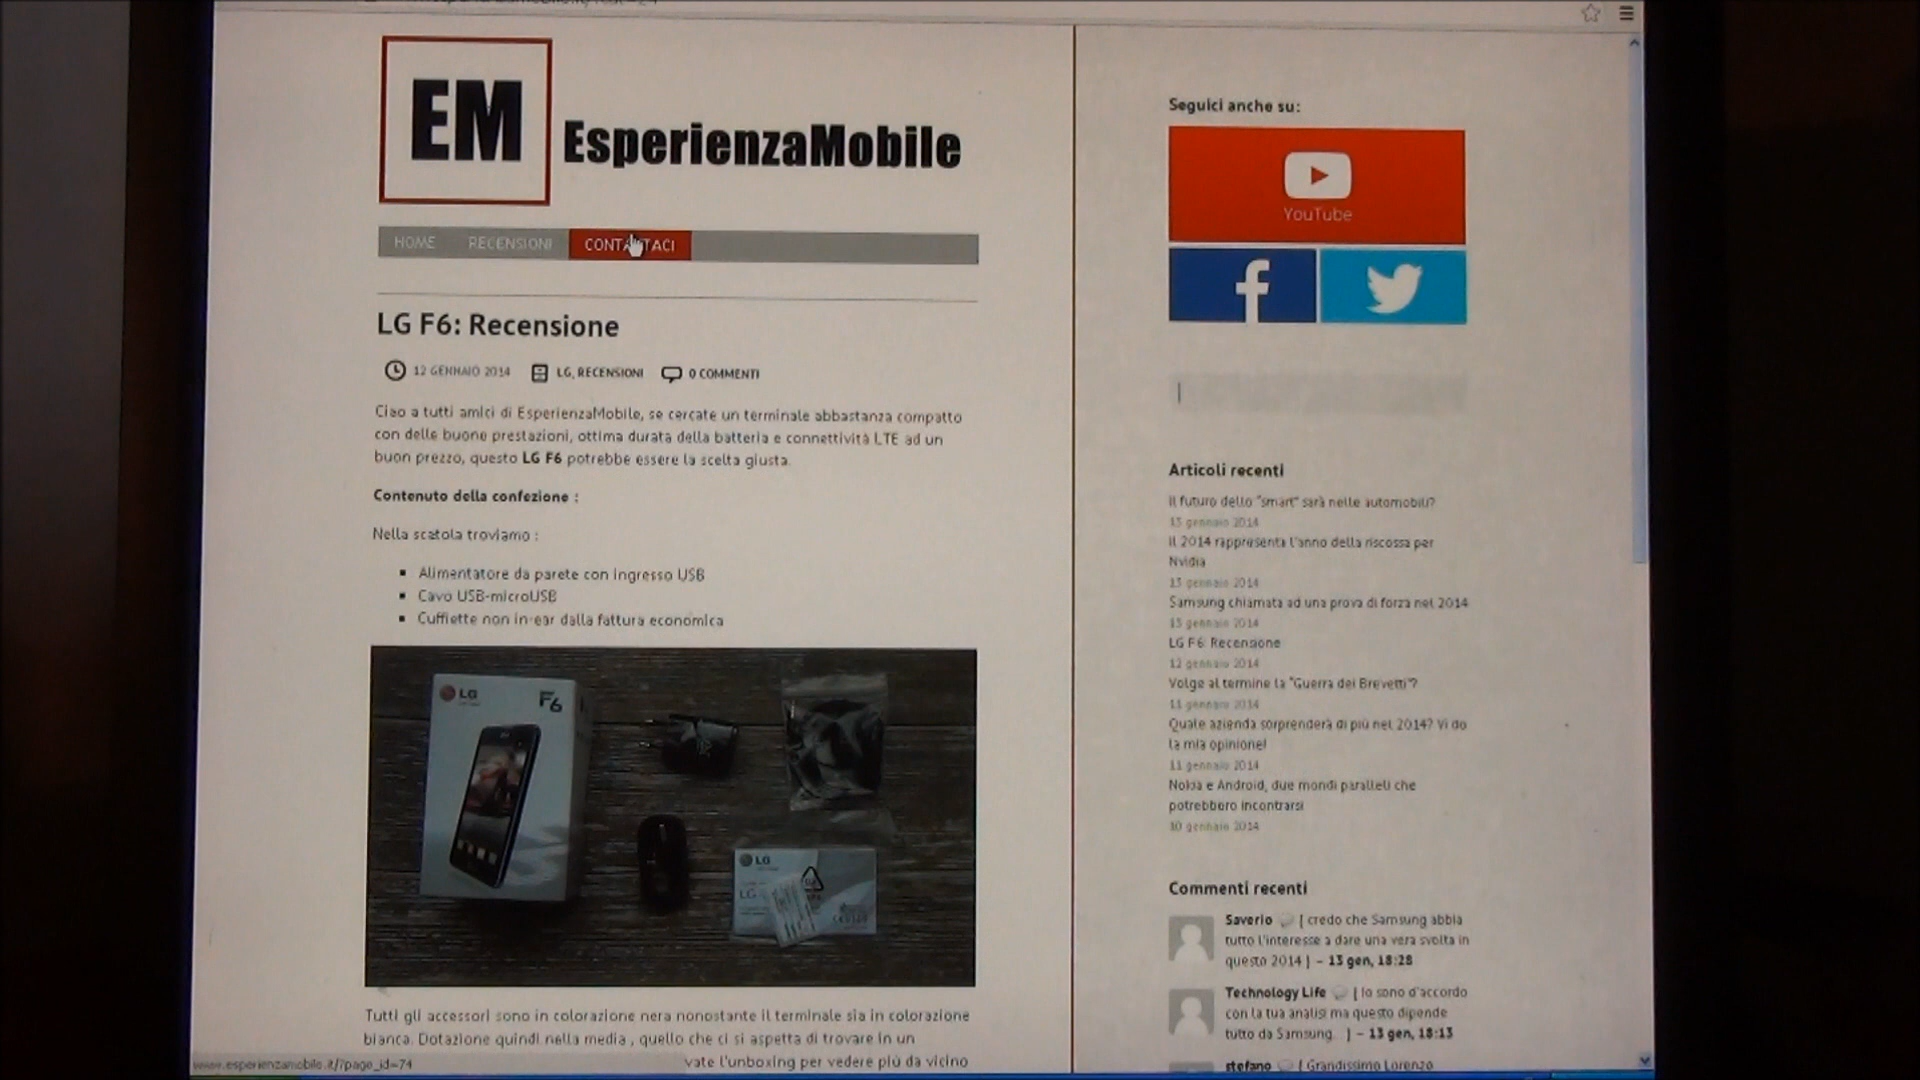 EM
EsperienzaMobile
HOME RECENSIONI CONTATTACI
LG F6: Recensione
12 GENNAIO 2014 LG, RECENSIONI 0 COMMENTI
Ciao a tutti amici di EsperienzaMobile, se cercate un terminale abbastanza compatto
con delle buone prestazioni, ottima durata della batteria e connettività LTE ad un
buon prezzo, questo LG F6 potrebbe essere la scelta giusta.
Contenuto della confezione :
Nella scatola troviamo :
Alimentatore da parete con ingresso USB
Cavo USB-microUSB
Cuffiette non in-ear dalla fattura economica
LG
F6
LG
LG
Tutti gli accessori sono in colorazione nera nonostante il terminale sia in colorazione
bianca. Dotazione quindi nella media , quello che ci si aspetta di trovare in un
vate l'unboxing per vedere più da vicino
www.esperienzamobile.it/?page_id=74
Seguici anche su:
YouTube
Articoli recenti
Il futuro dello "smart" sarà nelle automobili?
13 gennaio 2014
Il 2014 rappresenta l'anno della riscossa per
Nvidia
13 gennaio 2014
Samsung chiamata ad una prova di forza nel 2014
13 gennaio 2014
LG F6: Recensione
12 gennaio 2014
Volge al termine la "Guerra dei Brevetti"?
11 gennaio 2014
Quale azienda sorprenderà di più nel 2014? Vi do
la mia opinione!
11 gennaio 2014
Nokia e Android, due mondi paralleli che
potrebbero incontrarsi
10 gennaio 2014
Commenti recenti
Saverio [ credo che Samsung abbia
tutto l'interesse a dare una vera svolta in
questo 2014 ] – 13 gen, 18:28
Technology Life [ Io sono d'accordo
con la tua analisi ma questo dipende
tutto da Samsung. ] – 13 gen, 18:13
stefano [ Grandissimo Lorenzo